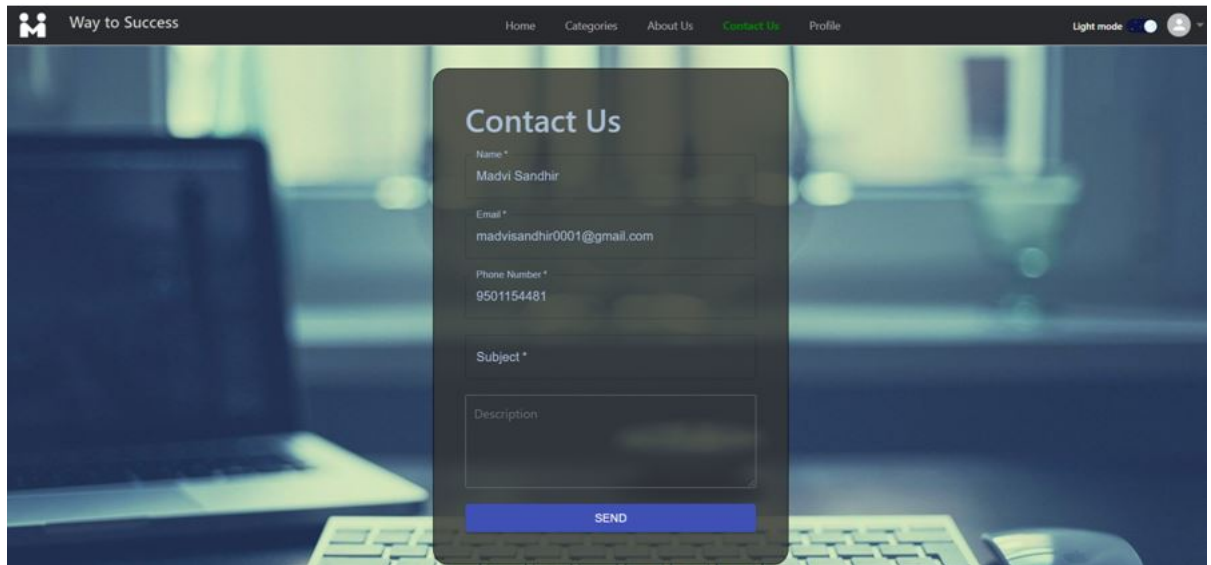 Way to Success
Home Categories About Us Contact Us Profile
Light mode
Contact Us
Name *
Madvi Sandhir
Email *
madvisandhir0001@gmail.com
Phone Number *
9501154481
Subject *
Description
SEND